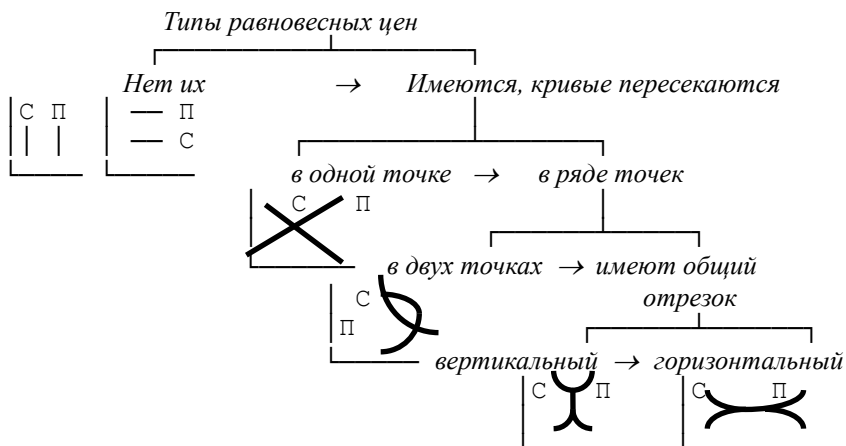 Типы равновесных цен
Нет их → Имеются, кривые пересекаются
С П П
С
в одной точке → в ряде точек
С П
в двух точках → имеют общий
отрезок
С
П
вертикальный → горизонтальный
С П С П